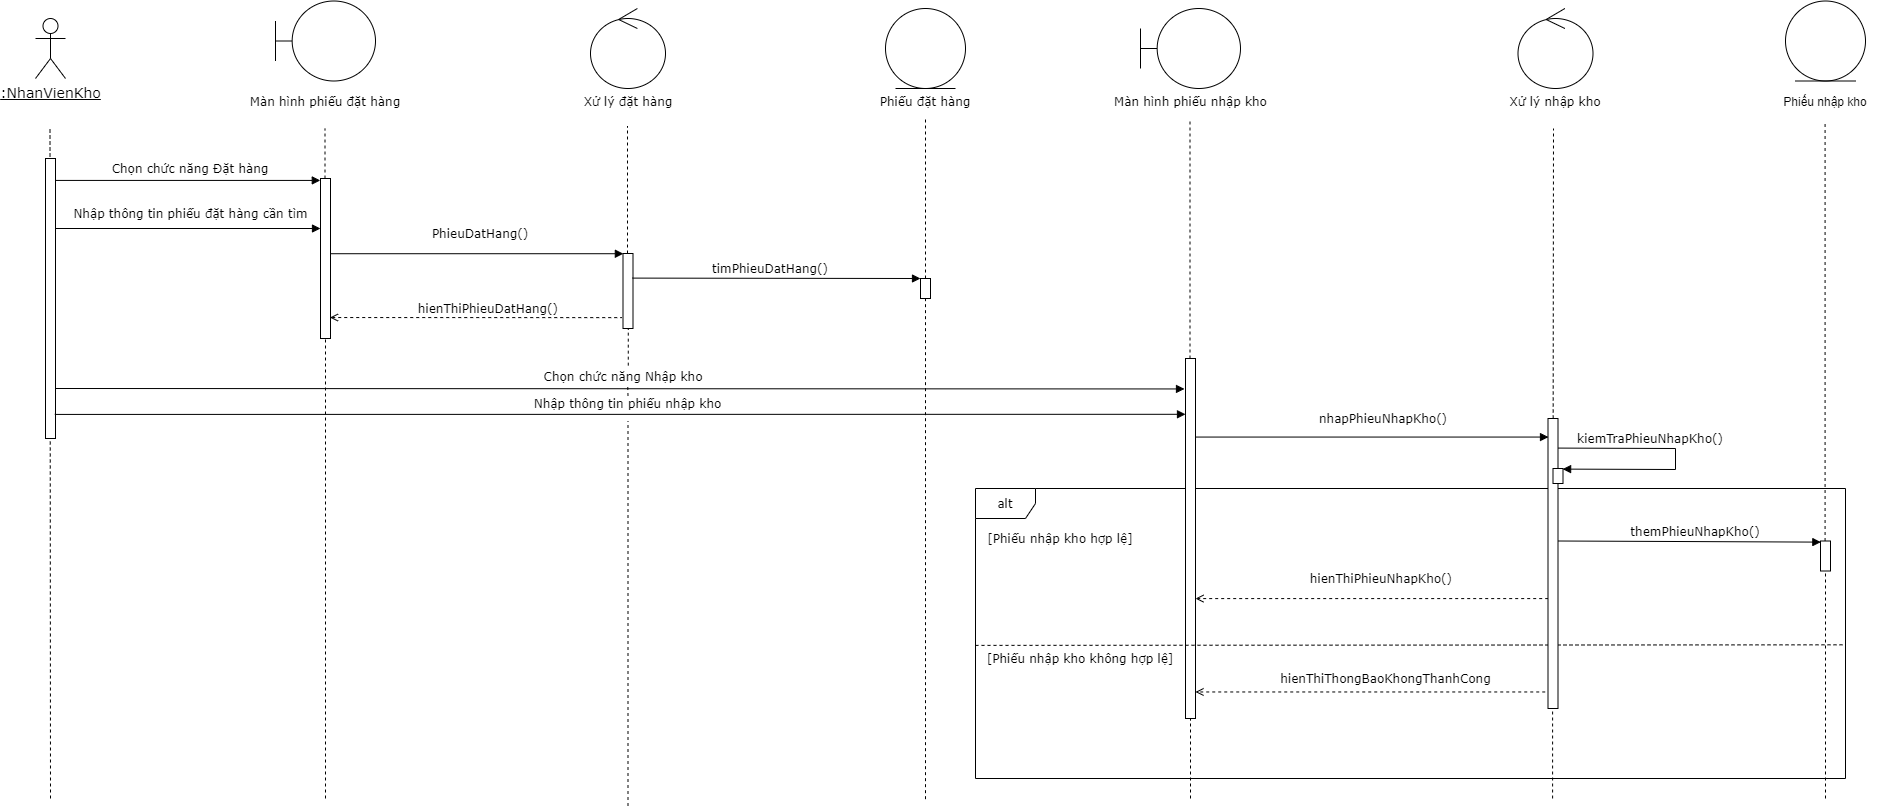 :NhanVienKho
Màn hình phiếu đặt hàng
Xử lý đặt hàng
Phiếu đặt hàng
Màn hình phiếu nhập kho
Xử lý nhập kho
Phiếu nhập kho
Chọn chức năng Đặt hàng
Nhập thông tin phiếu đặt hàng cần tìm
PhieuDatHang()
timPhieuDatHang()
hienThiPhieuDatHang()
Chọn chức năng Nhập kho
Nhập thông tin phiếu nhập kho
nhapPhieuNhapKho()
kiemTraPhieuNhapKho()
alt
[Phiếu nhập kho hợp lệ]
themPhieuNhapKho()
hienThiPhieuNhapKho()
[Phiếu nhập kho không hợp lệ]
hienThiThongBaoKhongThanhCong